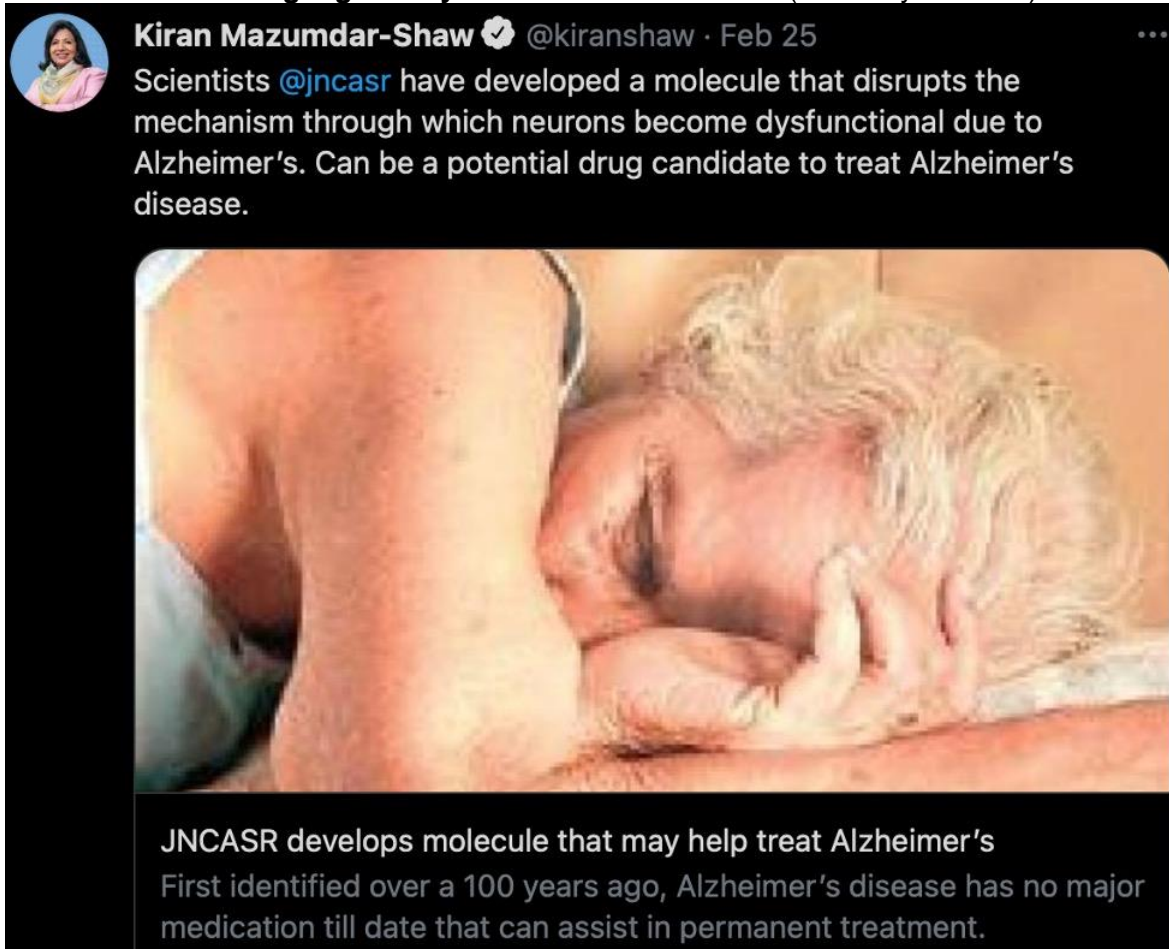 Kiran Mazumdar-Shaw @kiranshaw · Feb 25
Scientists @jncasr have developed a molecule that disrupts the
mechanism through which neurons become dysfunctional due to
Alzheimer's. Can be a potential drug candidate to treat Alzheimer's
disease.
JNCASR develops molecule that may help treat Alzheimer's
First identified over a 100 years ago, Alzheimer's disease has no major
medication till date that can assist in permanent treatment.